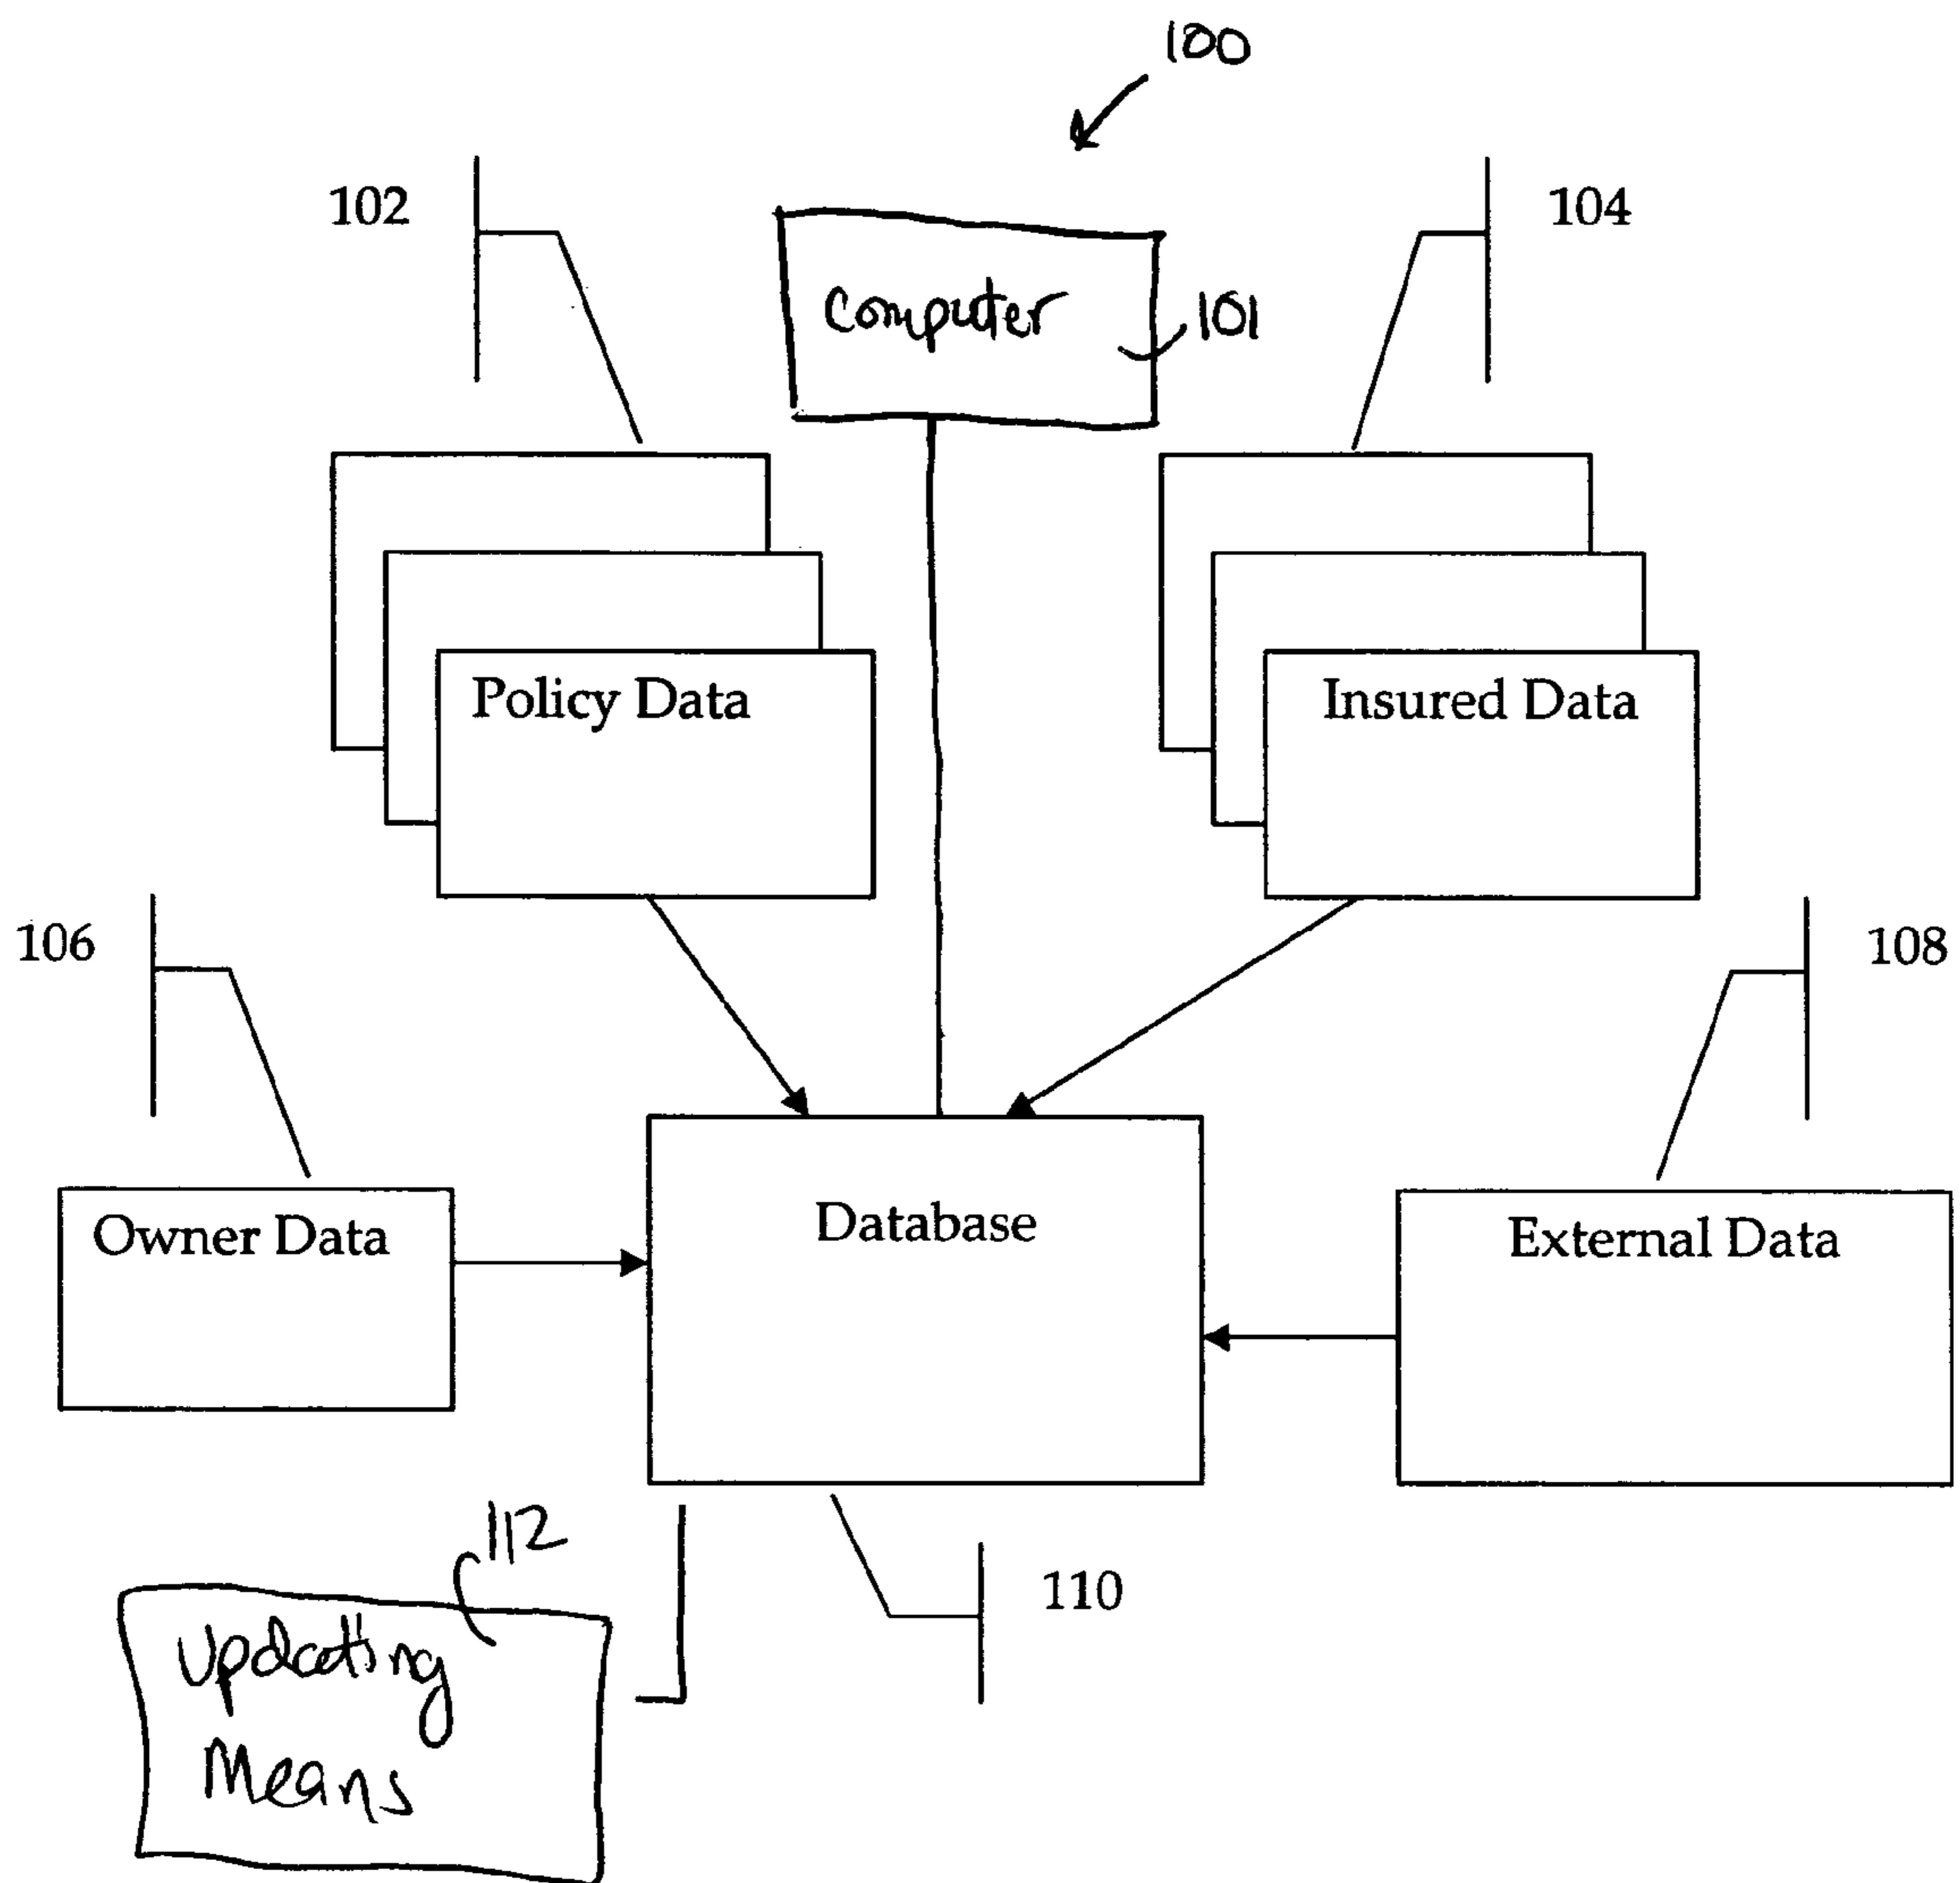 100
102
104
Computer
101
Policy Data
Insured Data
106
108
Owner Data
Database
External Data
112
110
Updating
Means